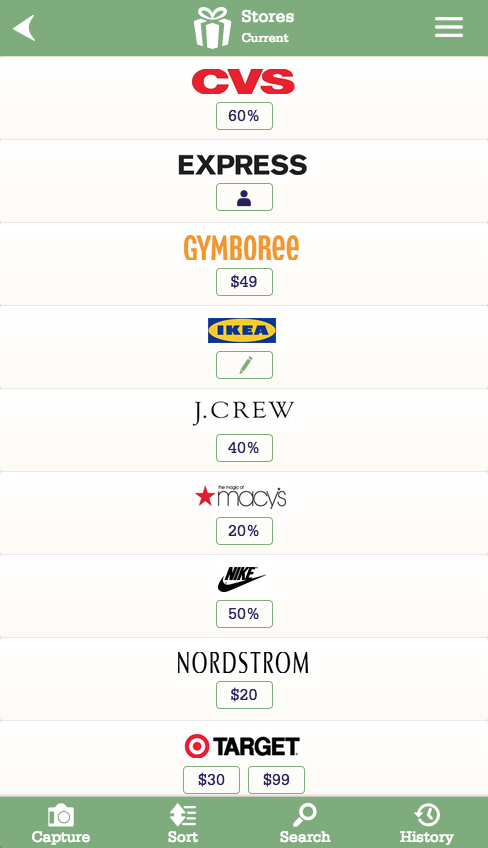 Stores
Current
CVS
60%
EXPRESS
GYMBOREE
$49
IKEA
J.CREW
40%
the magic of
macy's
20%
NIKE
50%
NORDSTROM
$20
TARGET
$30 $99
Capture Sort Search History